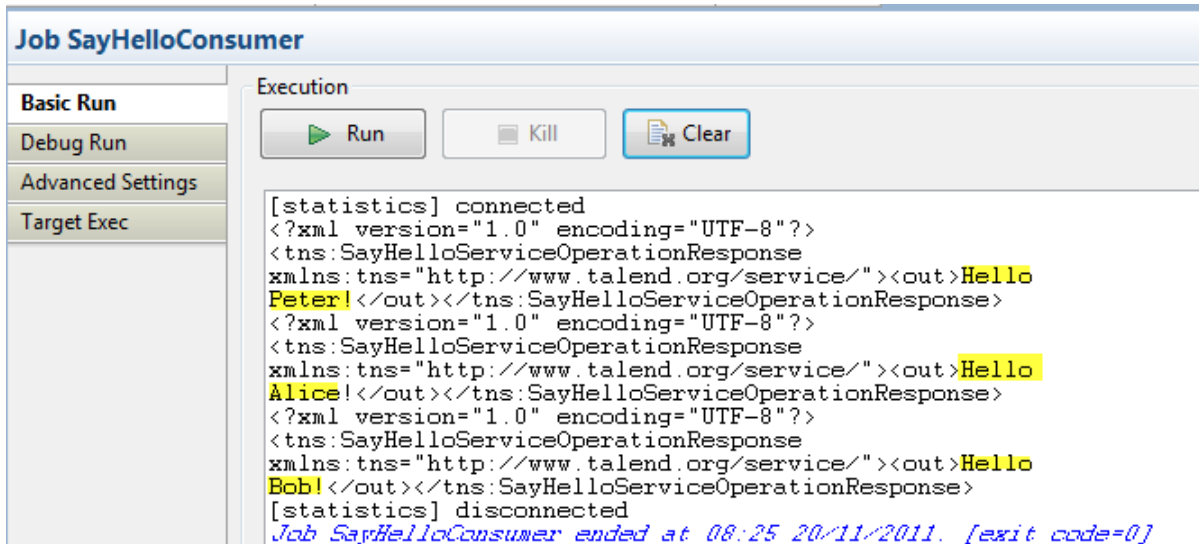 Job SayHelloConsumer
Basic Run
Debug Run
Advanced Settings
Target Exec
Execution
Run
Kill
Clear
[statistics] connected
<?xml version="1.0" encoding="UTF-8"?>
<tns:SayHelloServiceOperationResponse
xmlns:tns="http://www.talend.org/service/"><out>Hello
Peter!</out></tns:SayHelloServiceOperationResponse>
<?xml version="1.0" encoding="UTF-8"?>
<tns:SayHelloServiceOperationResponse
xmlns:tns="http://www.talend.org/service/"><out>Hello
Alice!</out></tns:SayHelloServiceOperationResponse>
<?xml version="1.0" encoding="UTF-8"?>
<tns:SayHelloServiceOperationResponse
xmlns:tns="http://www.talend.org/service/"><out>Hello
Bob!</out></tns:SayHelloServiceOperationResponse>
[statistics] disconnected
Job SayHelloConsumer ended at 08:25 20/11/2011. [exit code=0]